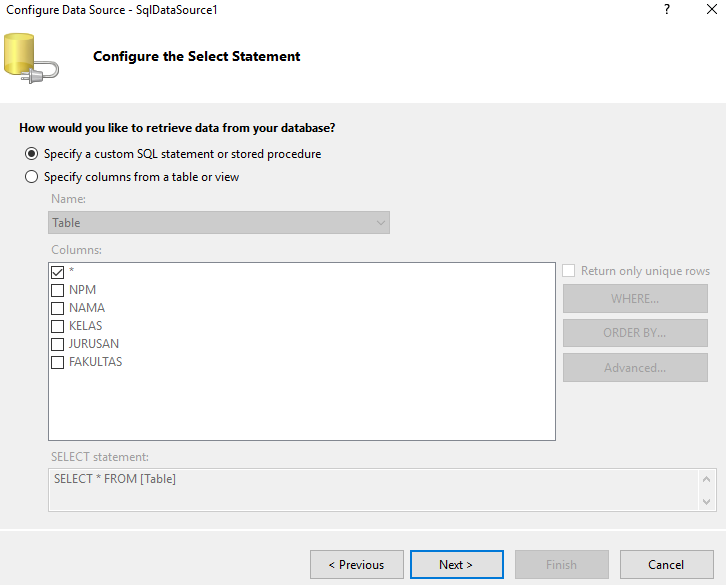 Configure Data Source - SqlDataSource1
?
Configure the Select Statement
How would you like to retrieve data from your database?
Specify a custom SQL statement or stored procedure
Specify columns from a table or view
Name:
Table
Columns:
*
NPM
NAMA
KELAS
JURUSAN
FAKULTAS
Return only unique rows
WHERE...
ORDER BY...
Advanced...
SELECT statement:
SELECT * FROM [Table]
< Previous
Next >
Finish
Cancel